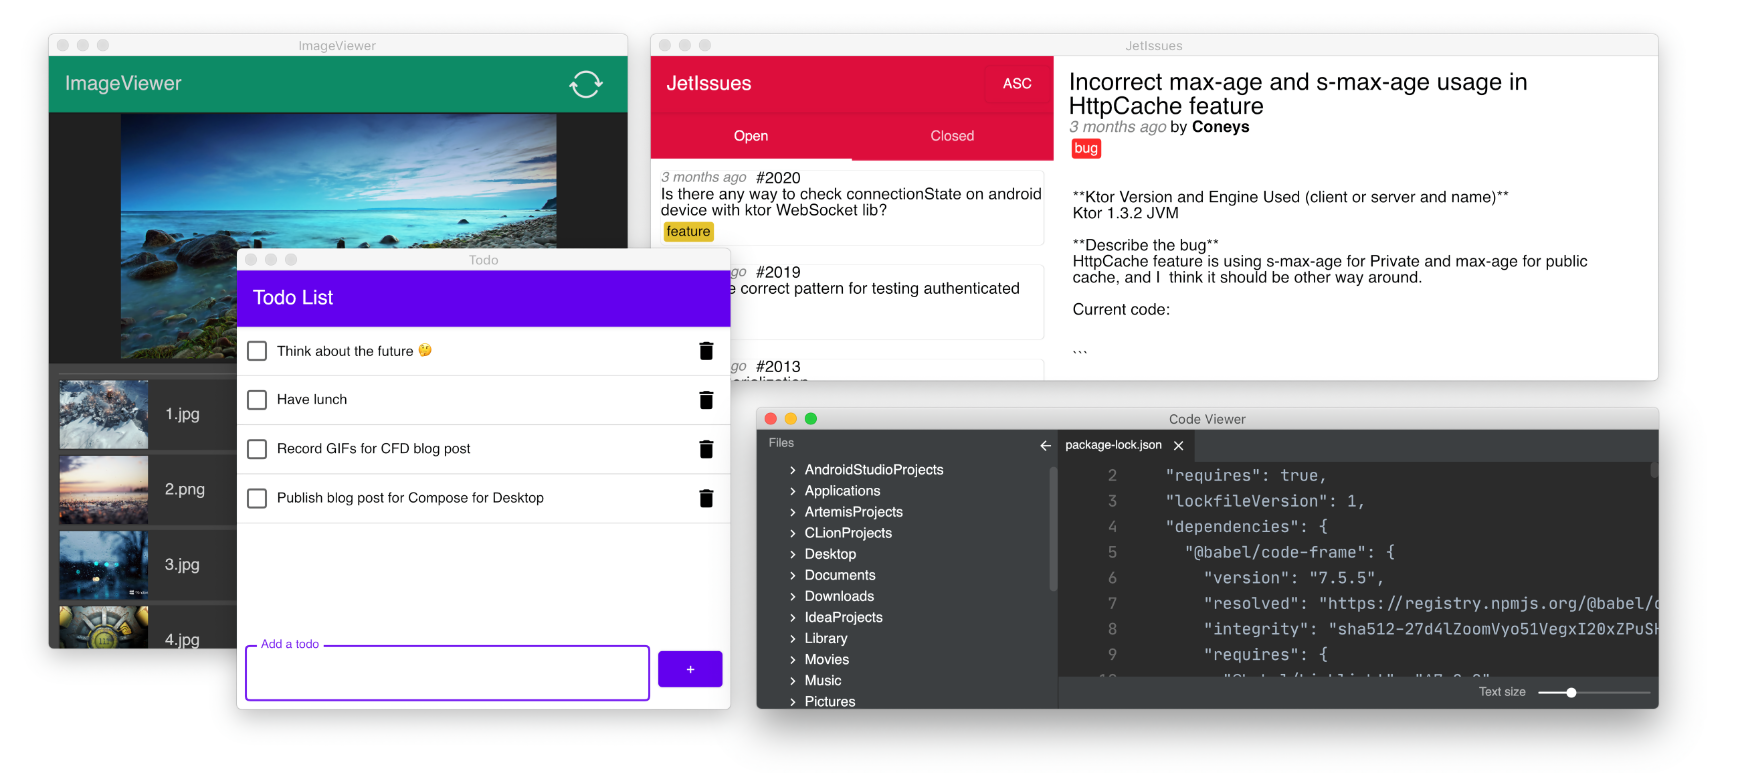 ImageViewer
ImageViewer
1.jpg
2.png
3.jpg
4.jpg
Todo
Todo List
Think about the future 🤔
Have lunch
Record GIFs for CFD blog post
Publish blog post for Compose for Desktop
Add a todo
+
JetIssues
JetIssues
ASC
Open
Closed
3 months ago #2020
Is there any way to check connectionState on android
device with ktor WebSocket lib?
feature
go #2019
e correct pattern for testing authenticated
go #2013
Incorrect max-age and s-max-age usage in
HttpCache feature
3 months ago by Coneys
bug
**Ktor Version and Engine Used (client or server and name)**
Ktor 1.3.2 JVM
**Describe the bug**
HttpCache feature is using s-max-age for Private and max-age for public
cache, and I  think it should be other way around.
Current code:
```
Code Viewer
Files
AndroidStudioProjects
Applications
ArtemisProjects
CLionProjects
Desktop
Documents
Downloads
IdeaProjects
Library
Movies
Music
Pictures
package-lock.json
2 "requires": true,
3 "lockfileVersion": 1,
4 "dependencies": {
5 "@babel/code-frame": {
6 "version": "7.5.5",
7 "resolved": "https://registry.npmjs.org/@babel/c
8 "integrity": "sha512-27d4lZoomVyo51VegxI20xZPuSH
9 "requires": {
Text size